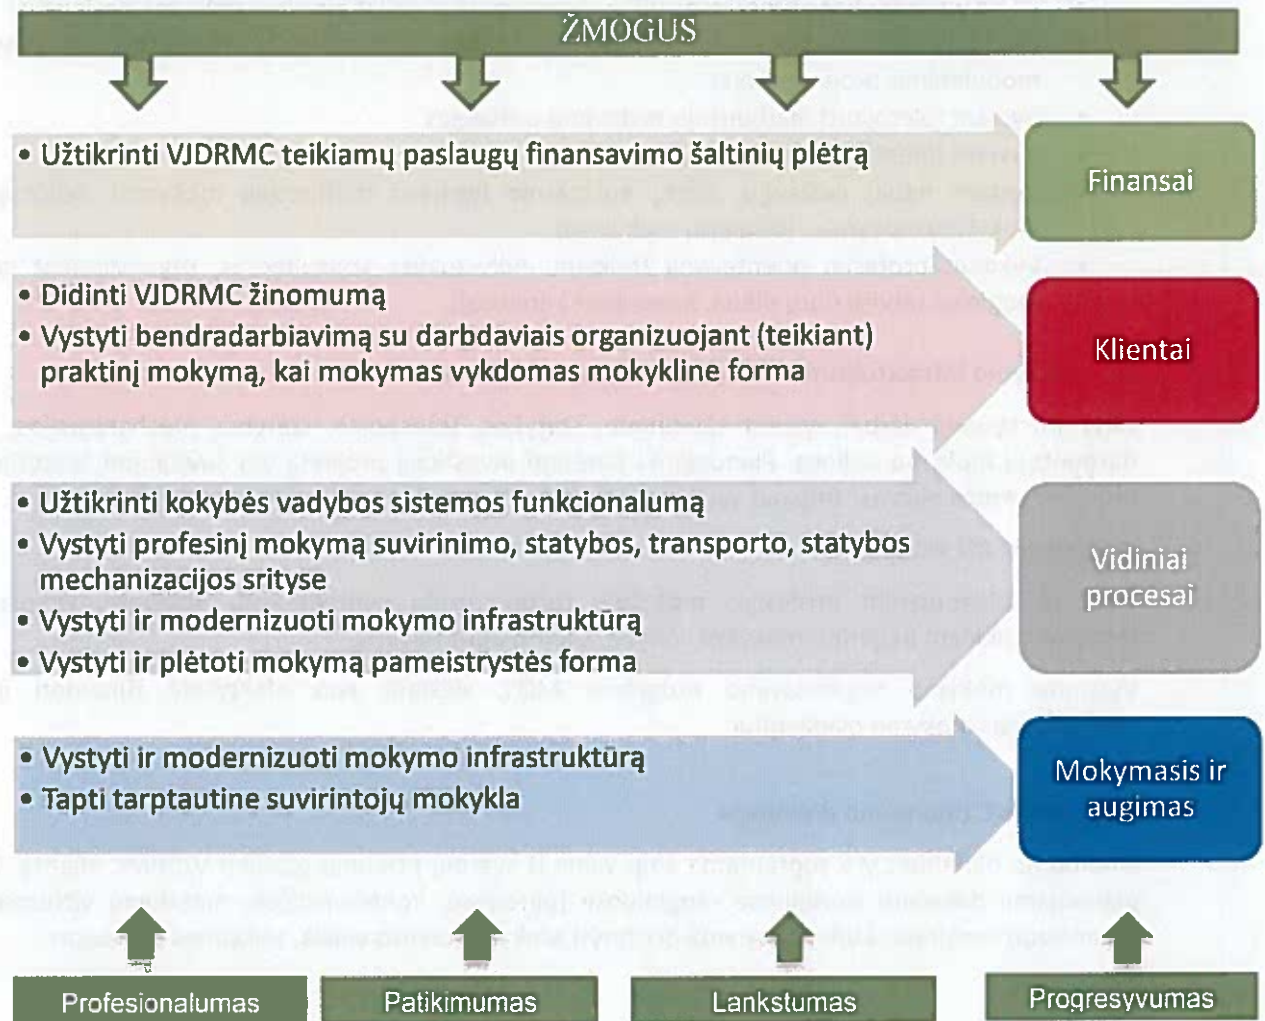 ŽMOGUS
• Užtikrinti VJDRMC teikiamų paslaugų finansavimo šaltinių plėtrą
Finansai
• Didinti VJDRMC žinomumą
• Vystyti bendradarbiavimą su darbdaviais organizuojant (teikiant)
praktinį mokymą, kai mokymas vykdomas mokykline forma
Klientai
• Užtikrinti kokybės vadybos sistemos funkcionalumą
• Vystyti profesinį mokymą suvirinimo, statybos, transporto, statybos
mechanizacijos srityse
• Vystyti ir modernizuoti mokymo infrastruktūrą
• Vystyti ir plėtoti mokymą pameistrystės forma
Vidiniai
procesai
• Vystyti ir modernizuoti mokymo infrastruktūrą
• Tapti tarptautine suvirintojų mokykla
Mokymasis ir
augimas
Profesionalumas
Patikimumas
Lankstumas
Progresyvumas